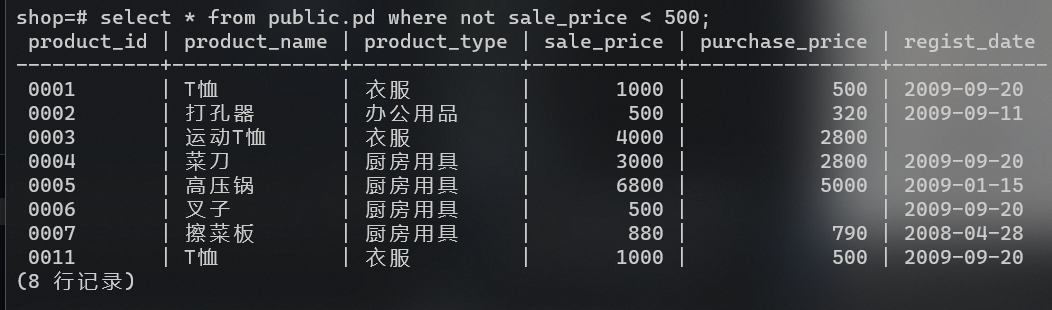 shop=# select * from public.pd where not sale_price < 500;
 product_id | product_name | product_type | sale_price | purchase_price | regist_date
------------+--------------+--------------+------------+----------------+-------------
 0001       | T恤          | 衣服         |       1000 |            500 | 2009-09-20
 0002       | 打孔器       | 办公用品     |        500 |            320 | 2009-09-11
 0003       | 运动T恤      | 衣服         |       4000 |           2800 |
 0004       | 菜刀         | 厨房用具     |       3000 |           2800 | 2009-09-20
 0005       | 高压锅       | 厨房用具     |       6800 |           5000 | 2009-01-15
 0006       | 叉子         | 厨房用具     |        500 |                | 2009-09-20
 0007       | 擦菜板       | 厨房用具     |        880 |            790 | 2008-04-28
 0011       | T恤          | 衣服         |       1000 |            500 | 2009-09-20
(8 行记录)